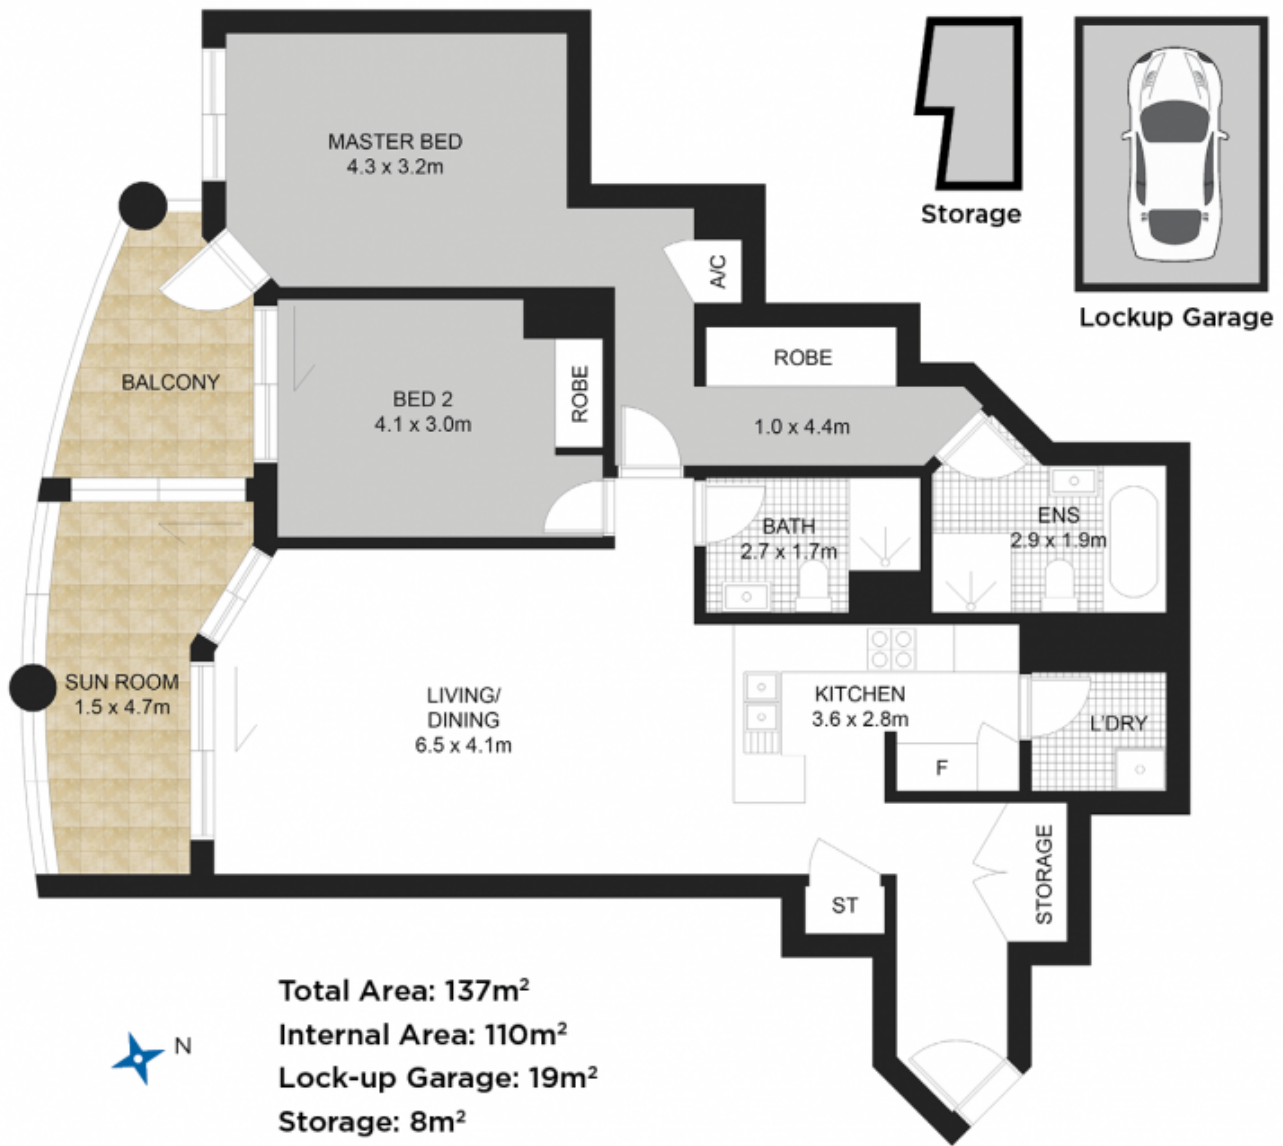 MASTER BED
4.3 x 3.2m
Storage
Lockup Garage
A/C
ROBE
BALCONY
BED 2
4.1 x 3.0m
ROBE
1.0 x 4.4m
BATH
2.7 x 1.7m
ENS
2.9 x 1.9m
SUN ROOM
1.5 x 4.7m
LIVING/
DINING
6.5 x 4.1m
KITCHEN
3.6 x 2.8m
L'DRY
F
STORAGE
ST
Total Area: 137m²
Internal Area: 110m²
Lock-up Garage: 19m²
Storage: 8m²
N